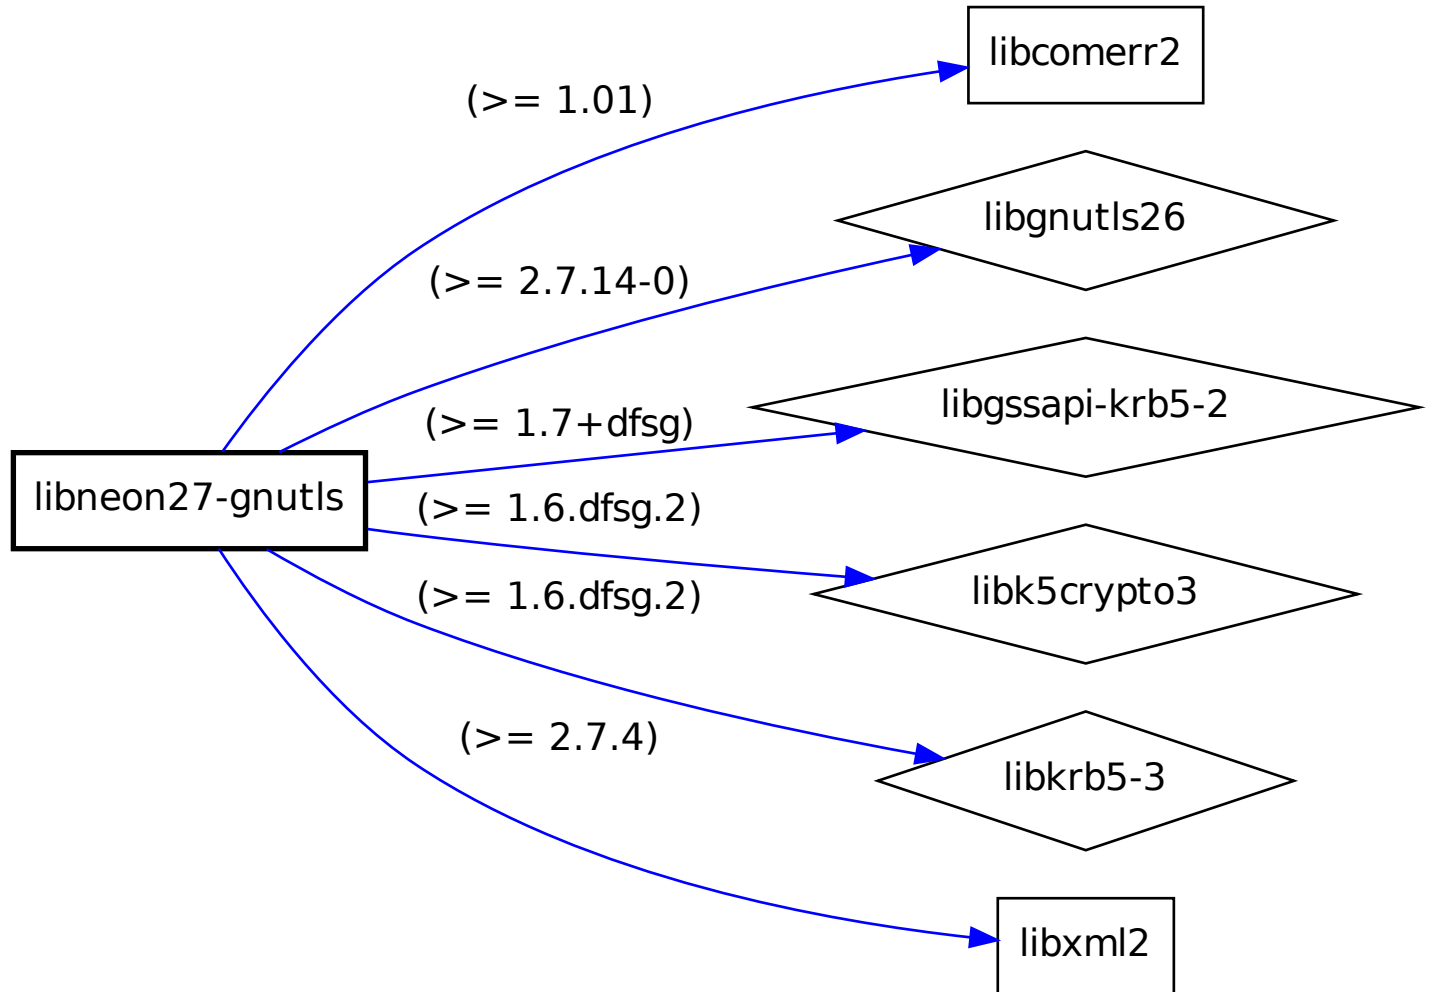 libcomerr2
(>= 1.01)
libgnutls26
(>= 2.7.14-0)
libgssapi-krb5-2
(>= 1.7+dfsg)
libneon27-gnutls
(>= 1.6.dfsg.2)
libk5crypto3
(>= 1.6.dfsg.2)
(>= 2.7.4)
libkrb5-3
libxml2